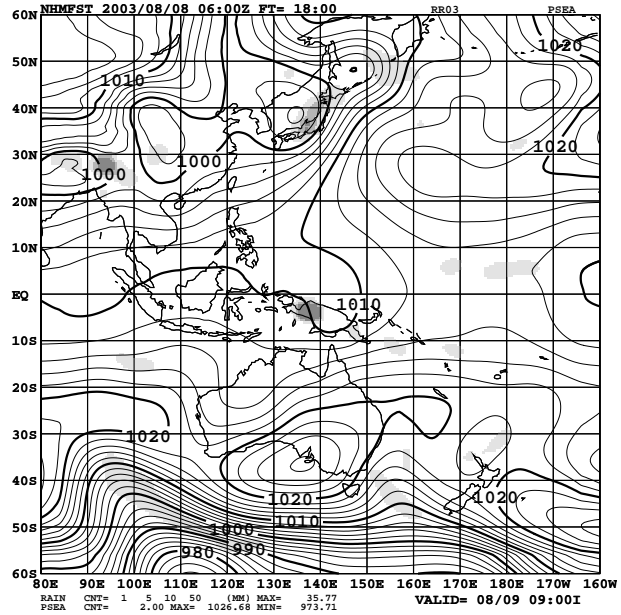 NHMFST 2003/08/08 06:00Z FT= 18:00 RR03 PSEA
60N
1020
50N
1010
40N
1020
30N
1000
1000
20N
10N
EQ
1010
10S
20S
1020
30S
40S
1020
1020
1010
50S
1000
990
980
60S
80E 90E 100E 110E 120E 130E 140E 150E 160E 170E 180E 170W 160W
RAIN CNT= 1 5 10 50 (MM) MAX= 35.77 VALID= 08/09 09:00I
PSEA CNT= 2.00 MAX= 1026.68 MIN= 973.71